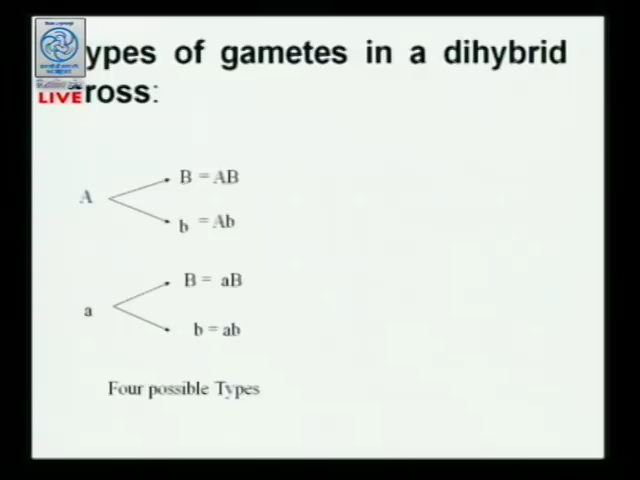 ypes of gametes in a dihybrid
ross:
LIVE
A
B = AB
b = Ab
a
B = aB
b = ab
Four possible Types